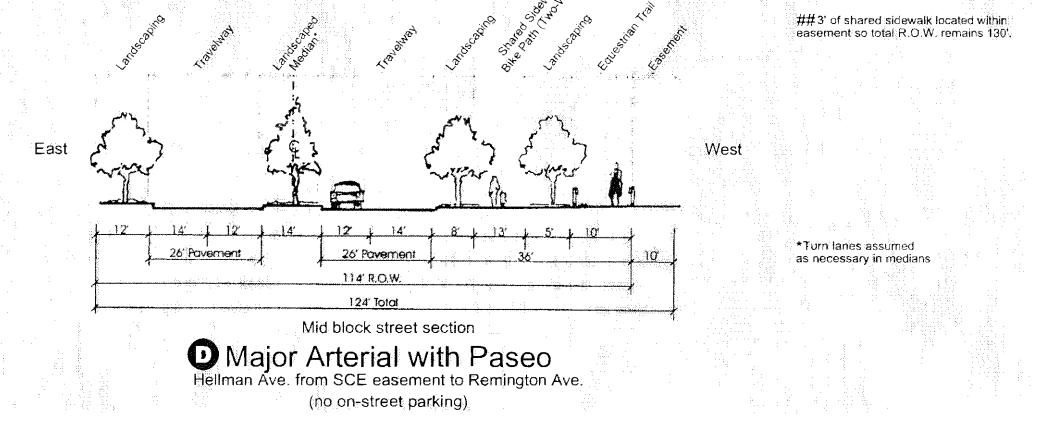 Landscaping
Travelway
Landscaped
Median*
Travelway
Landscaping
Shared
Bike Path
Landscaping
Equestrian Trail
Easement
## 3' of shared sidewalk located within
easement so total R.O.W. remains 130'.
East
West
12' 14' 12' 14' 12' 14' 8' 13' 5' 10'
26' Pavement 26' Pavement 36' 10'
114' R.O.W.
124' Total
*Turn lanes assumed
as necessary in medians
Mid block street section
D Major Arterial with Paseo
Hellman Ave. from SCE easement to Remington Ave.
(no on-street parking)